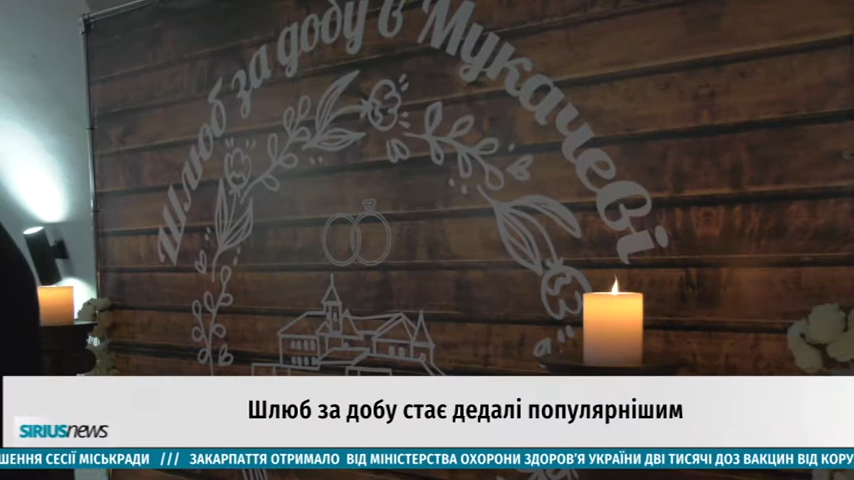 Шлюб за добу в Мукачеві
Шлюб за добу стає дедалі популярнішим
SIRIUSnews
ШЕННЯ СЕСІЇ МІСЬКРАДИ /// ЗАКАРПАТТЯ ОТРИМАЛО ВІД МІНІСТЕРСТВА ОХОРОНИ ЗДОРОВ'Я УКРАЇНИ ДВІ ТИСЯЧІ ДОЗ ВАКЦИН ВІД КОРУ